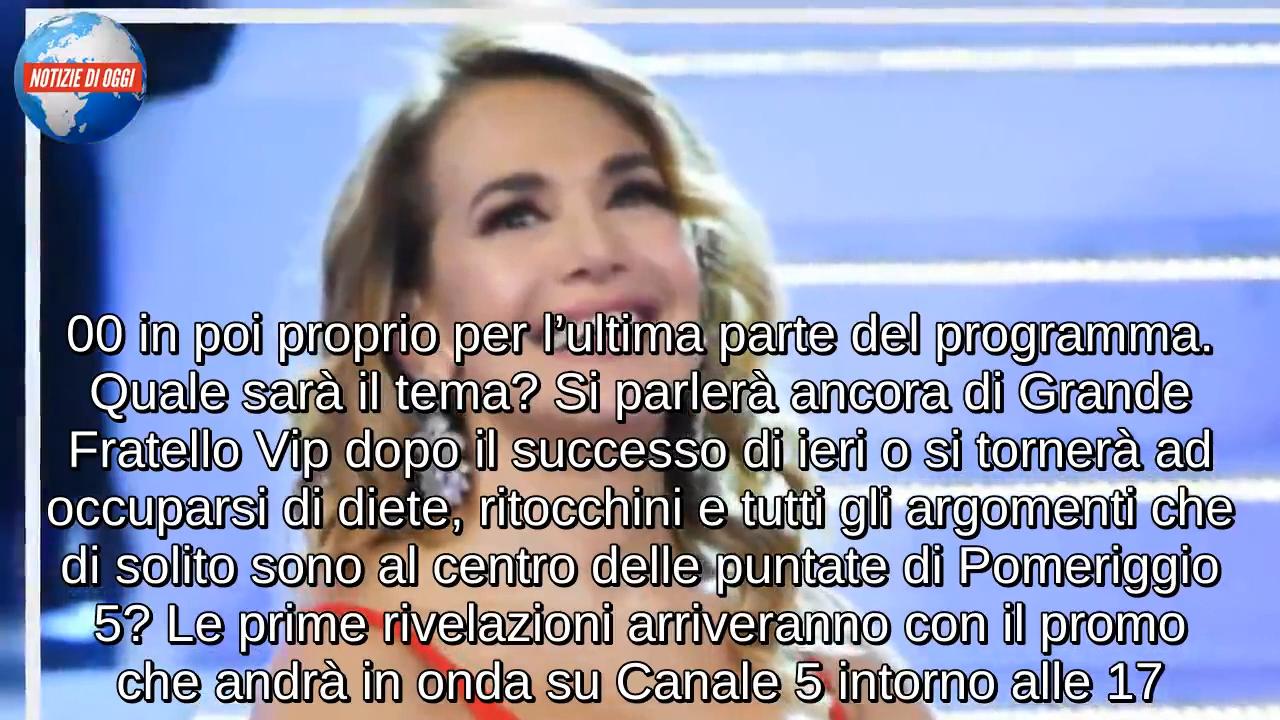 NOTIZIE DI OGGI
00 in poi proprio per l’ultima parte del programma.
Quale sarà il tema? Si parlerà ancora di Grande
Fratello Vip dopo il successo di ieri o si tornerà ad
occuparsi di diete, ritocchini e tutti gli argomenti che
di solito sono al centro delle puntate di Pomeriggio
5? Le prime rivelazioni arriveranno con il promo
che andrà in onda su Canale 5 intorno alle 17